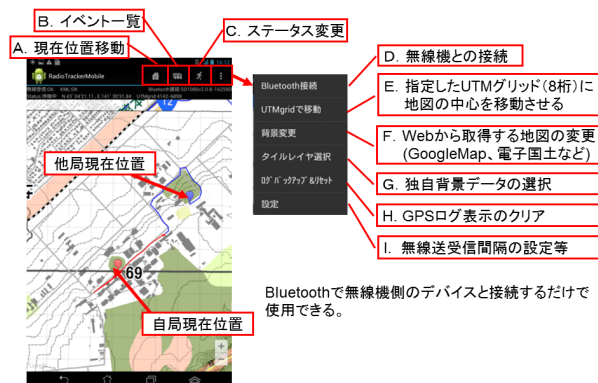 B. イベント一覧
C. ステータス変更
A. 現在位置移動
D. 無線機との接続
RadioTrackerMobile
E. 指定したUTMグリッド(8桁)に
地図の中心を移動させる
F. Webから取得する地図の変更
(GoogleMap、電子国土など)
G. 独自背景データの選択
H. GPSログ表示のクリア
I. 無線送受信間隔の設定等
Bluetooth接続
UTMgridで移動
背景変更
タイルレイヤ選択
ログバックアップ&リセット
設定
12
他局現在位置
69
自局現在位置
Bluetoothで無線機側のデバイスと接続するだけで
使用できる。